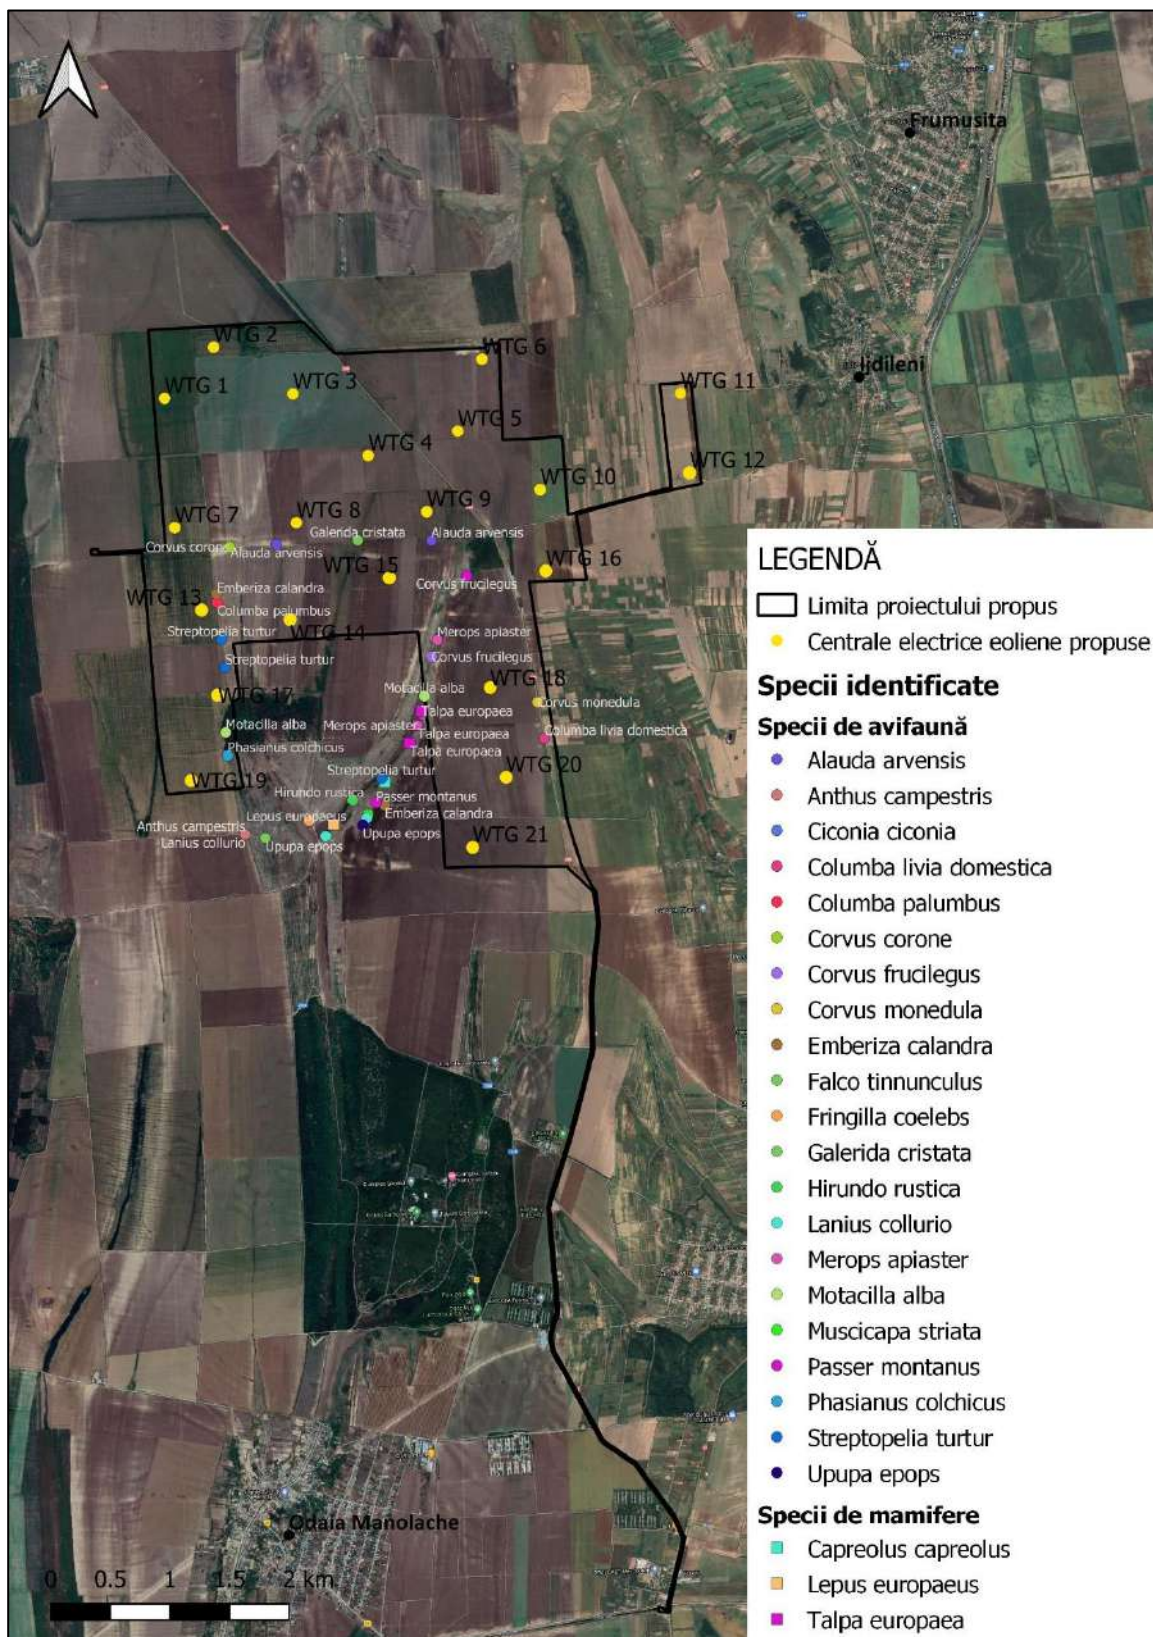 Frumusita
Ijdileni
WTG 2
WTG 6
WTG 1
WTG 3
WTG 11
WTG 5
WTG 4
WTG 12
WTG 10
WTG 7
WTG 8
WTG 9
Galerida cristata
Alauda arvensis
Corvus corone
Alauda arvensis
WTG 15
WTG 16
Corvus frucilegus
Emberiza calandra
WTG 13
Columba palumbus
WTG 14
Streptopelia turtur
Merops apiaster
Corvus frucilegus
Streptopelia turtur
WTG 17
Motacilla alba
WTG 18
Corvus monedula
Talpa europaea
Motacilla alba
Merops apiaster
Talpa europaea
Columba livia domestica
Phasianus colchicus
Talpa europaea
WTG 19
Streptopelia turtur
WTG 20
Hirundo rustica
Passer montanus
Lepus europaeus
Emberiza calandra
Anthus campestris
Upupa epops
Lanius collurio
Upupa epops
WTG 21
Odaia Manolache
0 0.5 1 1.5 2 km
LEGENDĂ
Limita proiectului propus
Centrale electrice eoliene propuse
Specii identificate
Specii de avifaună
Alauda arvensis
Anthus campestris
Ciconia ciconia
Columba livia domestica
Columba palumbus
Corvus corone
Corvus frucilegus
Corvus monedula
Emberiza calandra
Falco tinnunculus
Fringilla coelebs
Galerida cristata
Hirundo rustica
Lanius collurio
Merops apiaster
Motacilla alba
Muscicapa striata
Passer montanus
Phasianus colchicus
Streptopelia turtur
Upupa epops
Specii de mamifere
Capreolus capreolus
Lepus europaeus
Talpa europaea